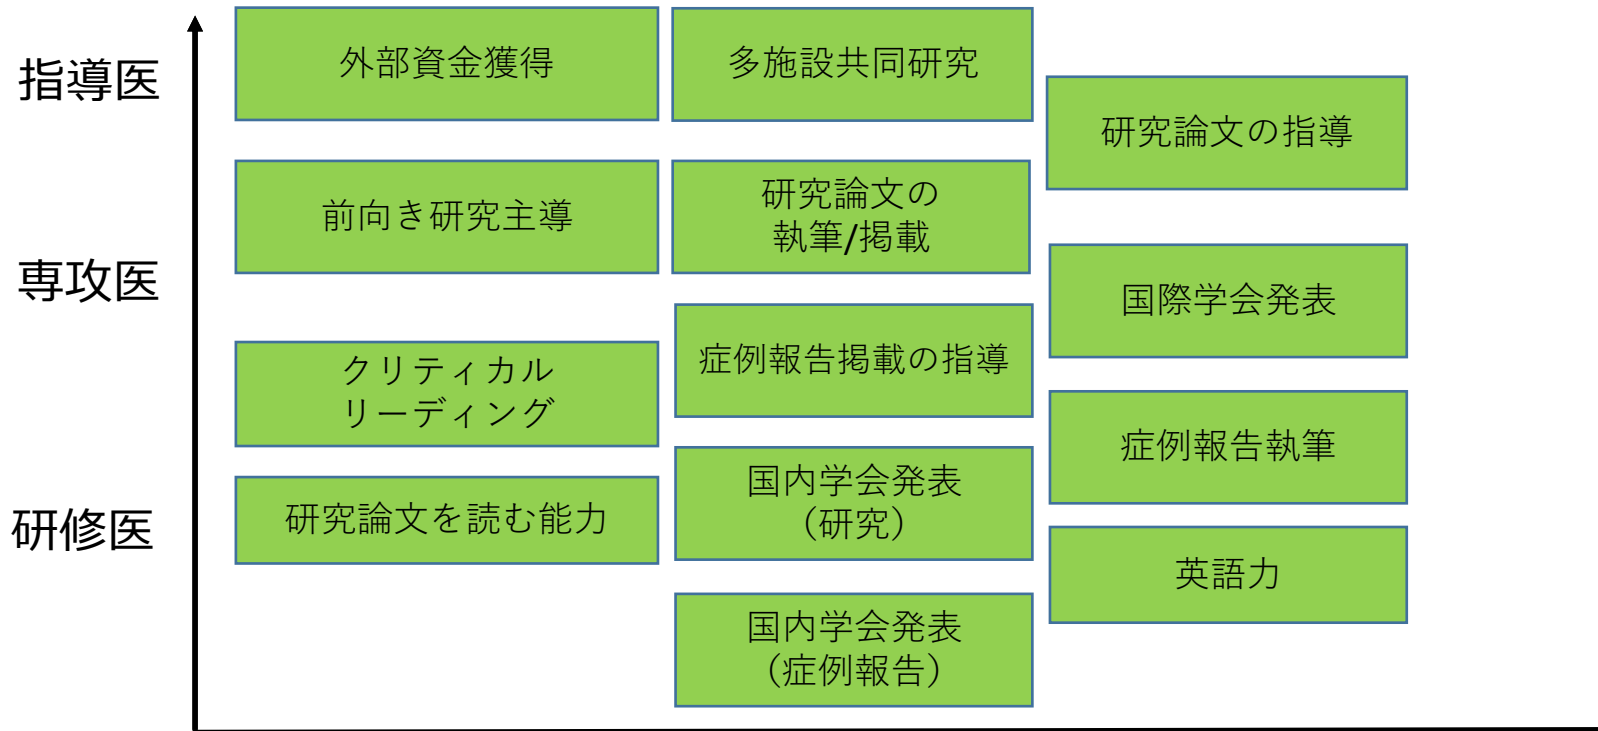 指導医
専攻医
研修医
外部資金獲得
前向き研究主導
クリティカル
リーディング
研究論文を読む能力
多施設共同研究
研究論文の
執筆/掲載
症例報告掲載の指導
国内学会発表
（研究）
国内学会発表
（症例報告）
研究論文の指導
国際学会発表
症例報告執筆
英語力